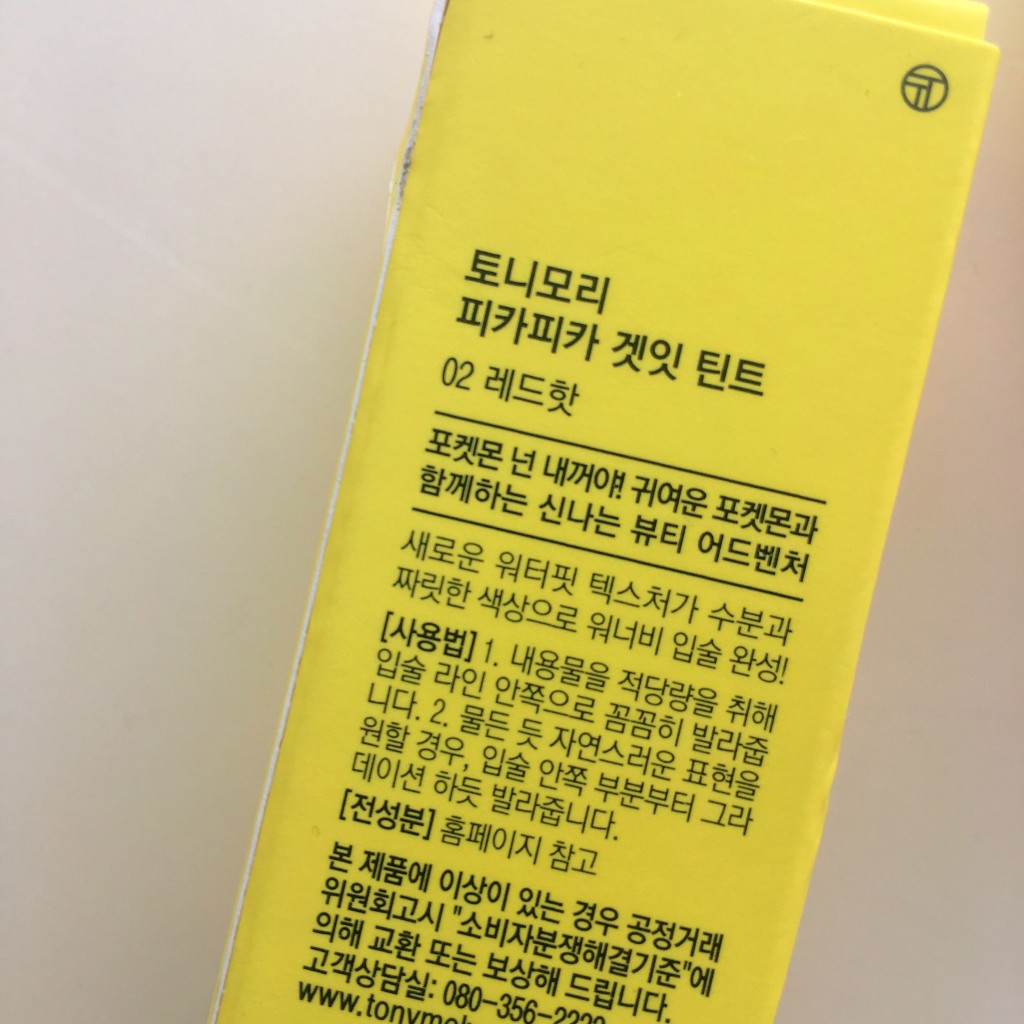 토니모리
피카피카 겟잇 틴트
02 레드핫
포켓몬 넌 내꺼야! 귀여운 포켓몬과
함께하는 신나는 뷰티 어드벤처
새로운 워터핏 텍스처가 수분과
짜릿한 색상으로 워너비 입술 완성!
[사용법] 1. 내용물을 적당량을 취해
입술 라인 안쪽으로 꼼꼼히 발라줍
니다. 2. 물든 듯 자연스러운 표현을
원할 경우, 입술 안쪽 부분부터 그라
데이션 하듯 발라줍니다.
[전성분] 홈페이지 참고
본 제품에 이상이 있는 경우 공정거래
위원회고시 "소비자분쟁해결기준"에
의해 교환 또는 보상해 드립니다.
고객상담실: 080-356-2222